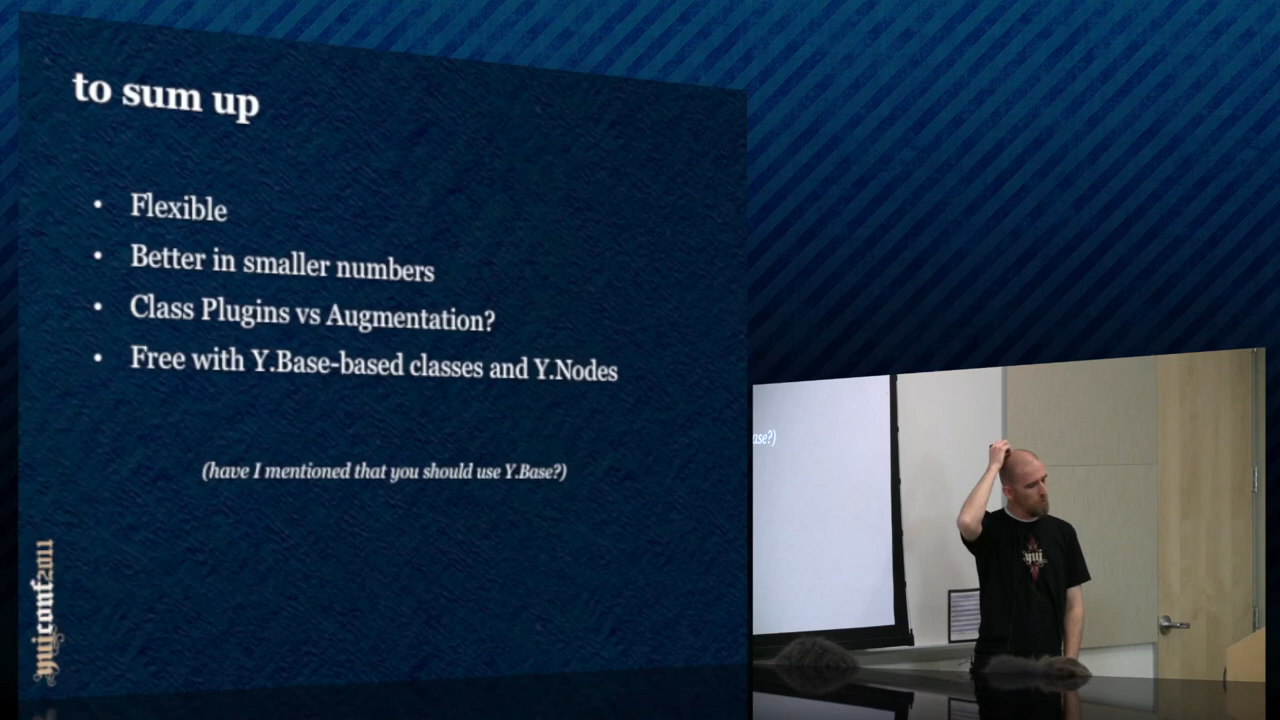 to sum up
• Flexible
• Better in smaller numbers
• Class Plugins vs Augmentation?
• Free with Y.Base-based classes and Y.Nodes
(have I mentioned that you should use Y.Base?)
yuiconf2011
ase?)
yui